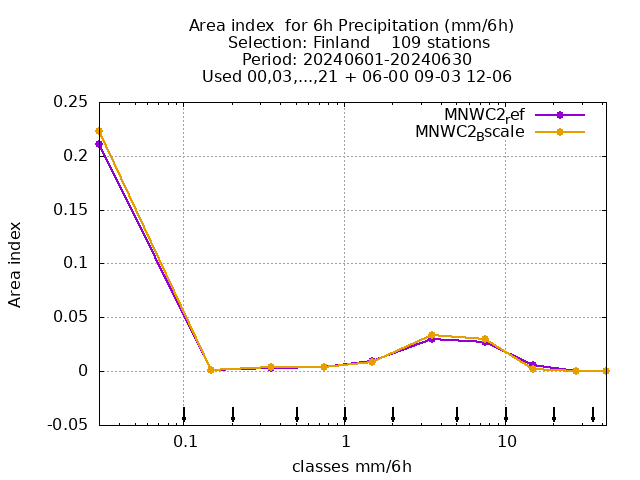 Area index  for 6h Precipitation (mm/6h)
Selection: Finland    109 stations
Period: 20240601-20240630
Used 00,03,...,21 + 06-00 09-03 12-06
0.25
0.2
0.15
0.1
0.05
0
-0.05
Area index
MNWC2_ref
MNWC2_Bscale
0.1
1
10
classes mm/6h